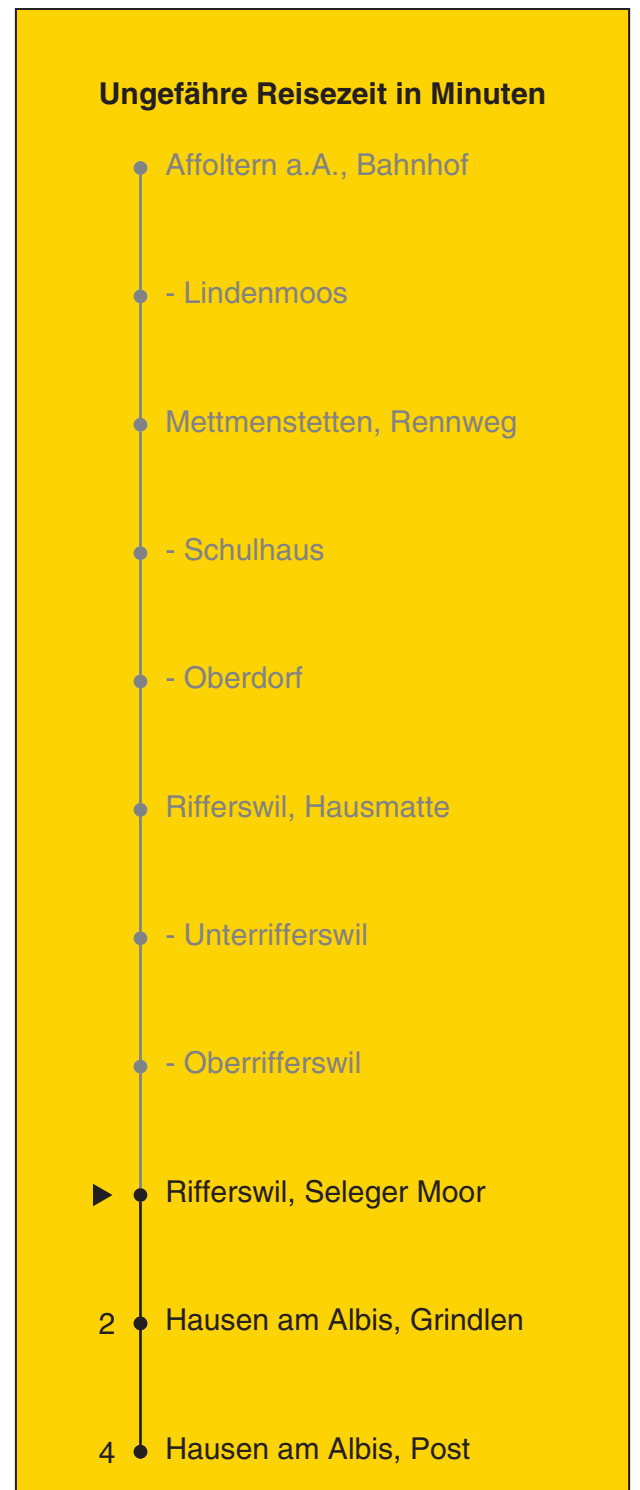 Ungefähre Reisezeit in Minuten
Affoltern a.A., Bahnhof
- Lindenmoos
Mettmenstetten, Rennweg
- Schulhaus
- Oberdorf
Rifferswil, Hausmatte
- Unterrifferswil
- Oberrifferswil
Rifferswil, Seleger Moor
2 Hausen am Albis, Grindlen
4 Hausen am Albis, Post